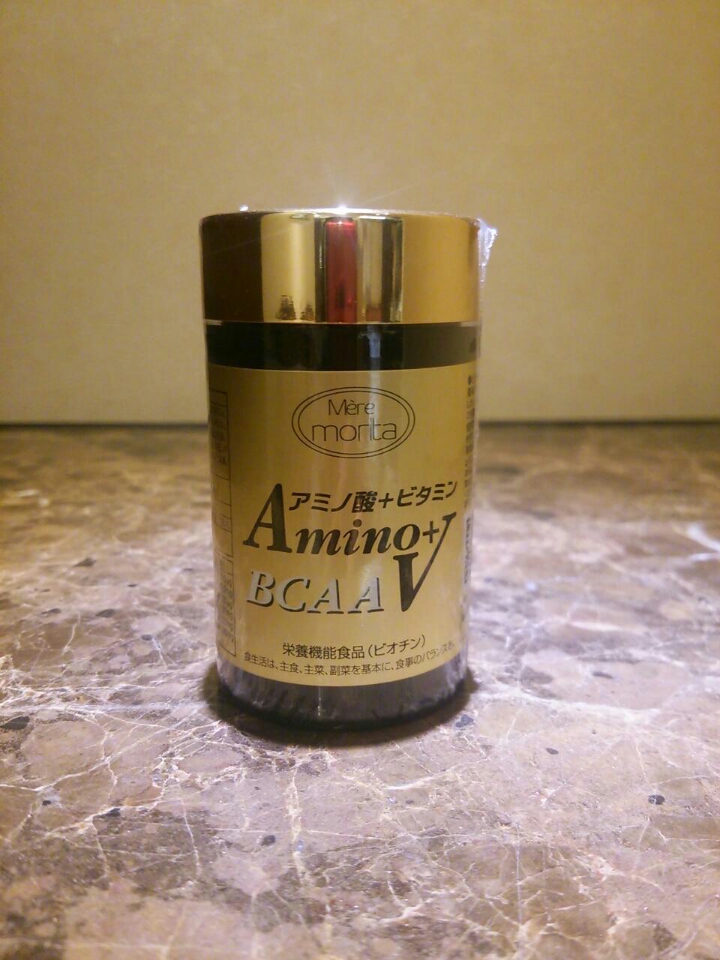 Mère
morita
アミノ酸+ビタミン
Amino+V
BCAA
栄養機能食品(ビオチン)
食生活は、主食、主菜、副菜を基本に、食事のバランスを。